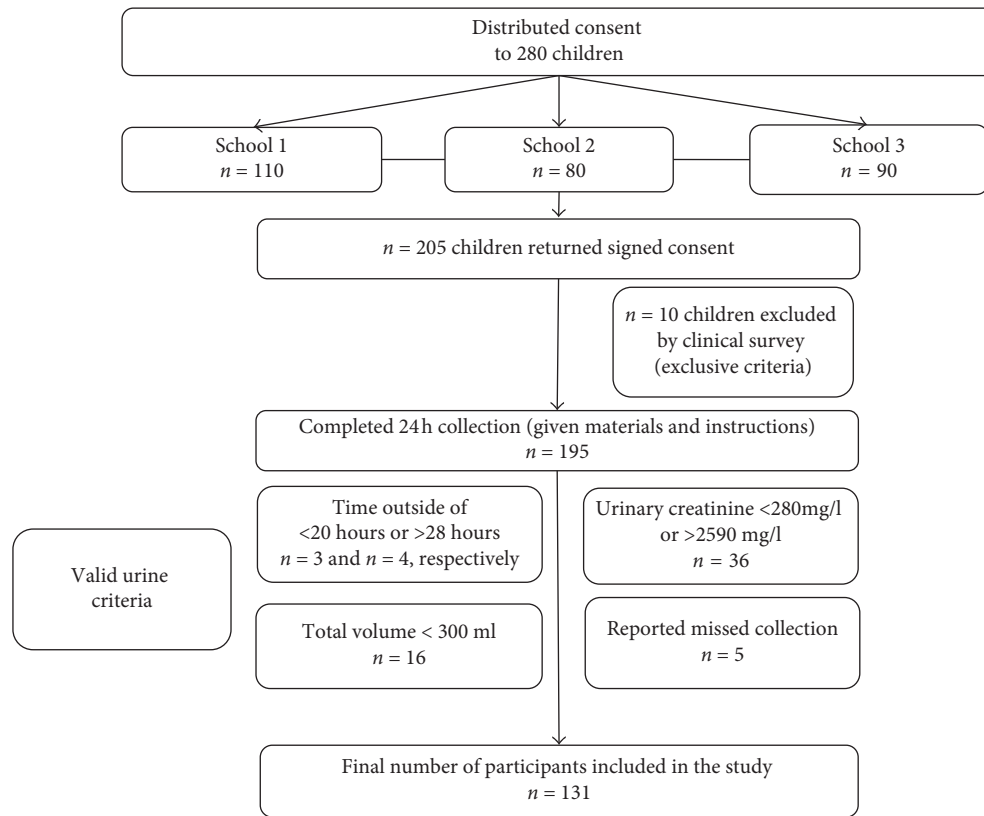 Distributed consent
to 280 children
School 1
n = 110
School 2
n = 80
School 3
n = 90
n = 205 children returned signed consent
n = 10 children excluded
by clinical survey
(exclusive criteria)
Completed 24 h collection (given materials and instructions)
n = 195
Time outside of
<20 hours or >28 hours
n = 3 and n = 4, respectively
Urinary creatinine <280mg/l
or >2590 mg/l
n = 36
Valid urine
criteria
Total volume < 300 ml
n = 16
Reported missed collection
n = 5
Final number of participants included in the study
n = 131